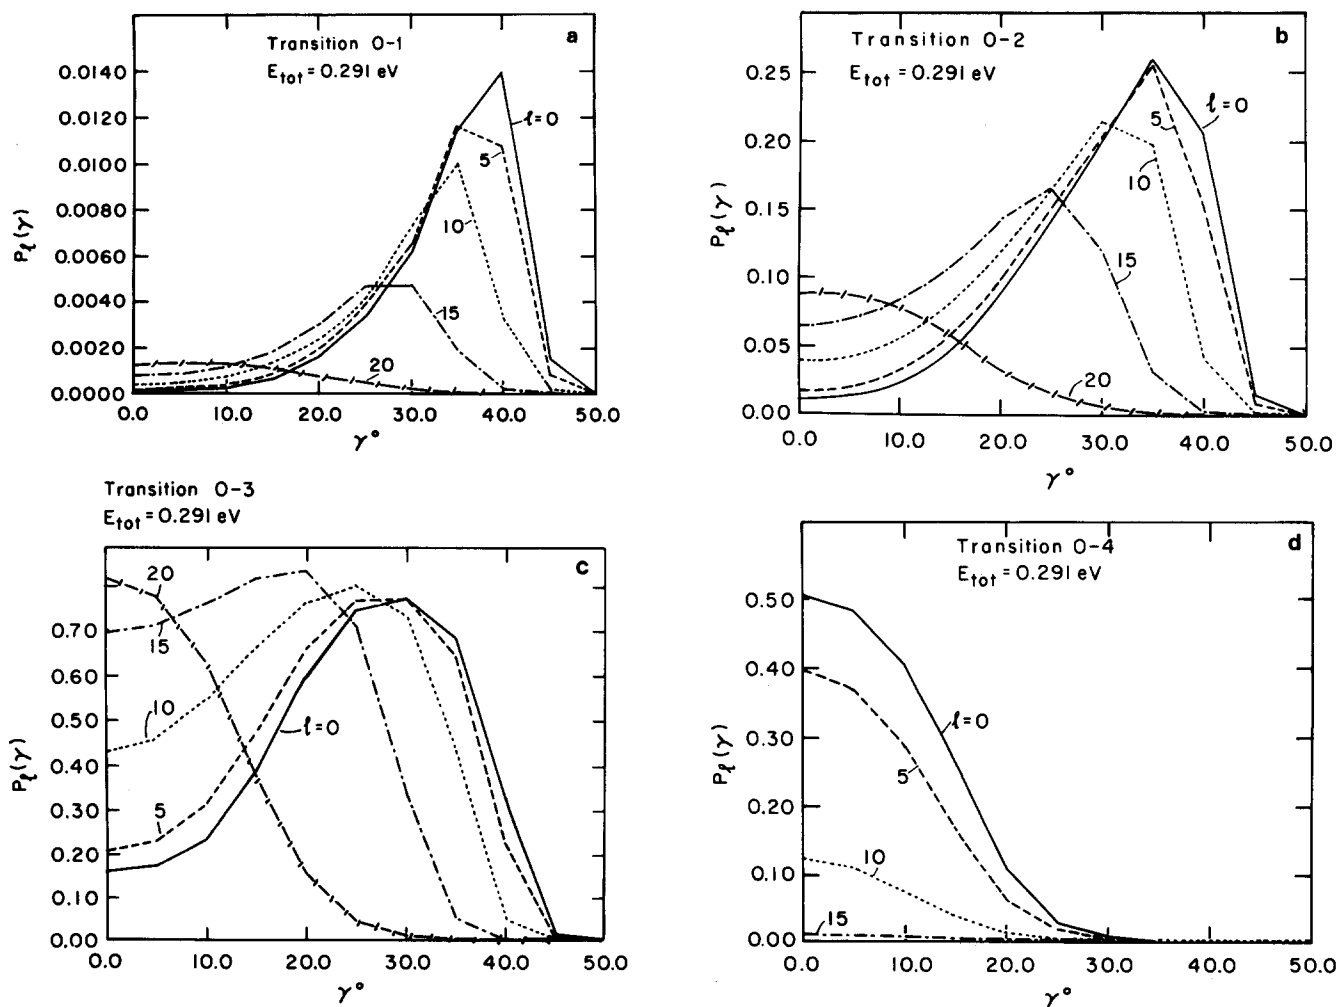 Transition 0-1
a
E_tot = 0.291 eV
0.0140
0.0120
0.0100
0.0080
0.0060
0.0040
0.0020
0.0000
P_ℓ(γ)
ℓ=0
5
10
15
20
0.0
10.0
20.0
30.0
40.0
50.0
γ°
Transition 0-2
b
E_tot = 0.291 eV
0.25
0.20
0.15
0.10
0.05
0.00
P_ℓ(γ)
ℓ=0
5
10
15
20
0.0
10.0
20.0
30.0
40.0
50.0
γ°
Transition 0-3
E_tot = 0.291 eV
c
0.70
0.60
0.50
0.40
0.30
0.20
0.10
0.00
P_ℓ(γ)
20
15
10
ℓ=0
5
0.0
10.0
20.0
30.0
40.0
50.0
γ°
Transition 0-4
d
E_tot = 0.291 eV
0.50
0.40
0.30
0.20
0.10
0.00
P_ℓ(γ)
ℓ=0
5
10
15
0.0
10.0
20.0
30.0
40.0
50.0
γ°